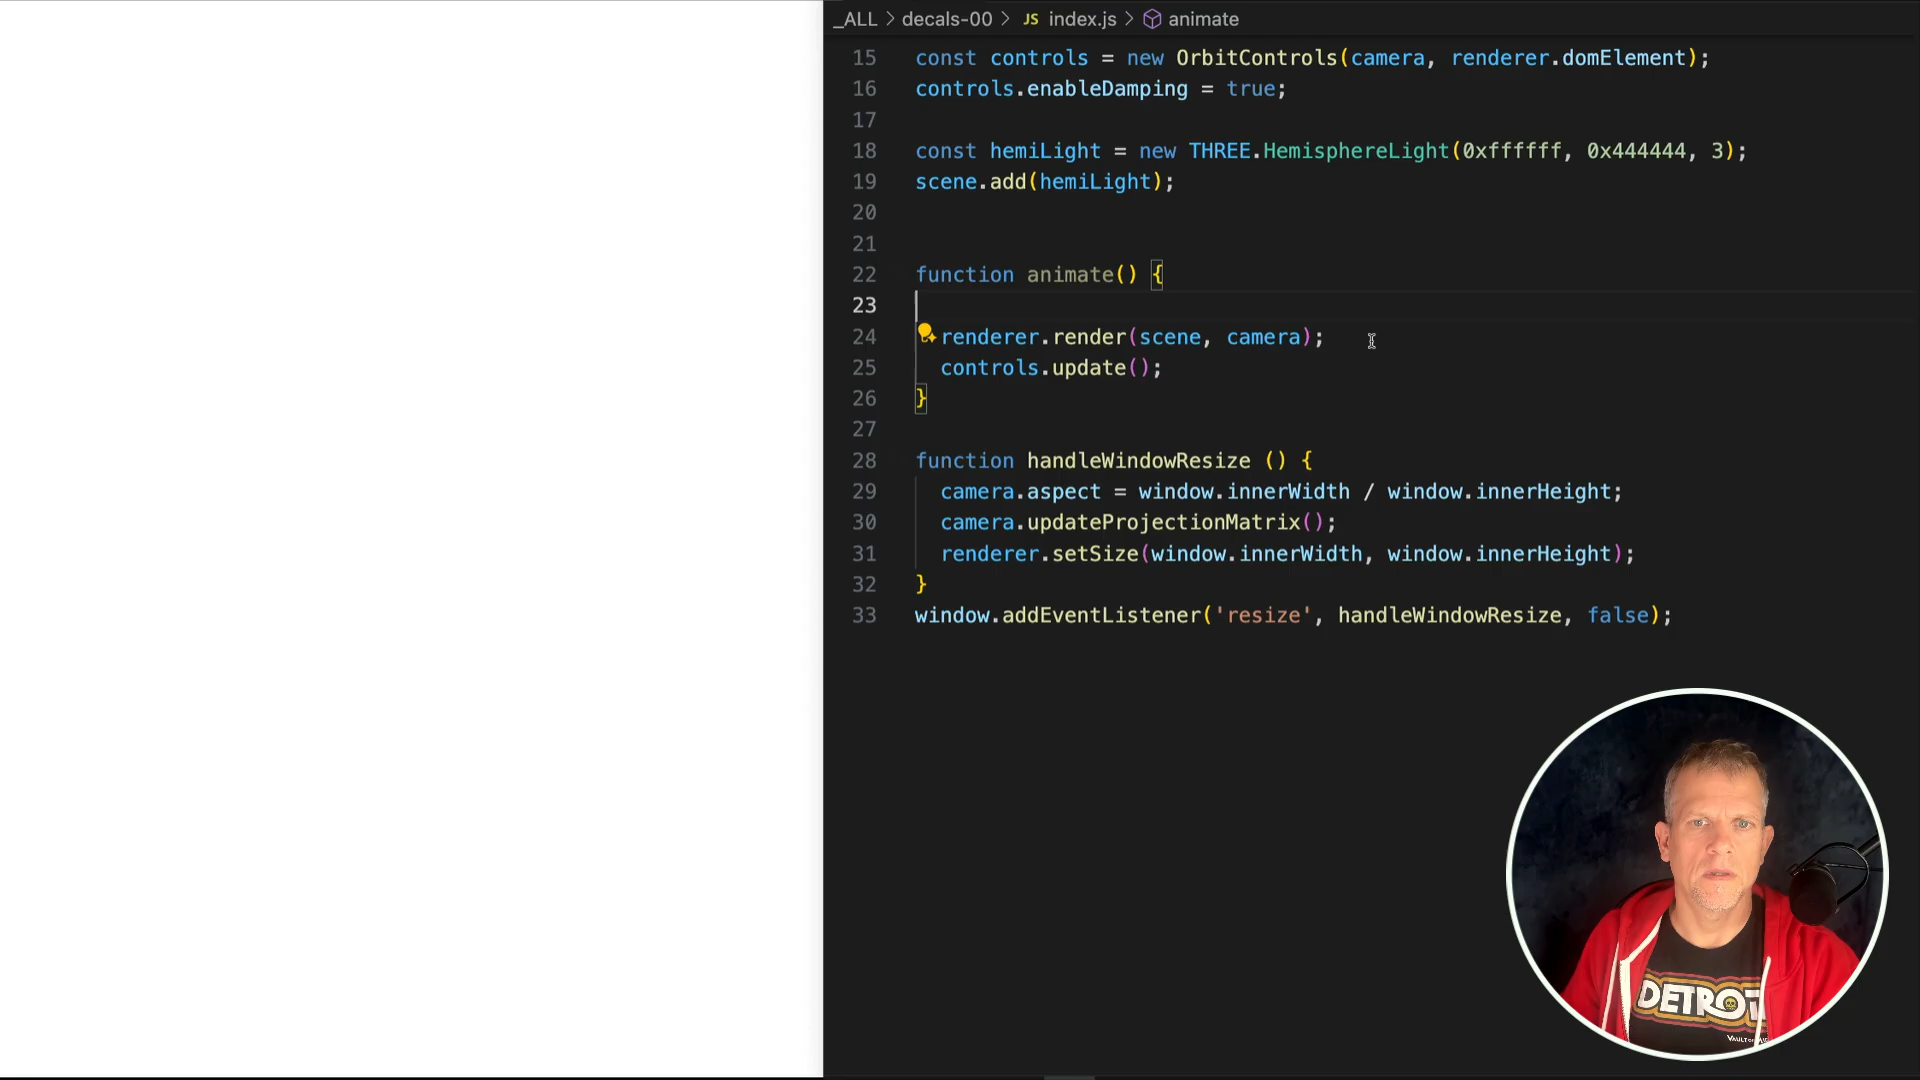 _ALL > decals-00 > JS index.js > animate
15 const controls = new OrbitControls(camera, renderer.domElement);
16 controls.enableDamping = true;
17
18 const hemiLight = new THREE.HemisphereLight(0xffffff, 0x444444, 3);
19 scene.add(hemiLight);
20
21
22 function animate() {
23
24 renderer.render(scene, camera);
25 controls.update();
26 }
27
28 function handleWindowResize () {
29 camera.aspect = window.innerWidth / window.innerHeight;
30 camera.updateProjectionMatrix();
31 renderer.setSize(window.innerWidth, window.innerHeight);
32 }
33 window.addEventListener('resize', handleWindowResize, false);
DETROIT